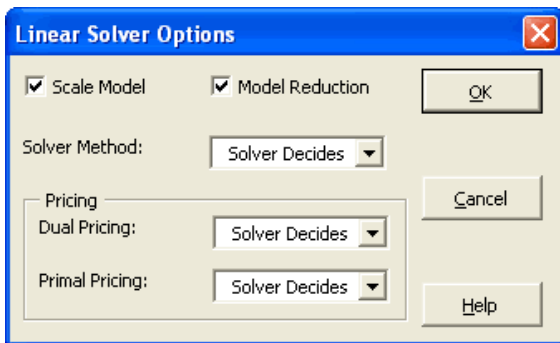 Linear Solver Options
Scale Model
Model Reduction
OK
Solver Method:
Solver Decides
Pricing
Cancel
Dual Pricing:
Solver Decides
Primal Pricing:
Solver Decides
Help